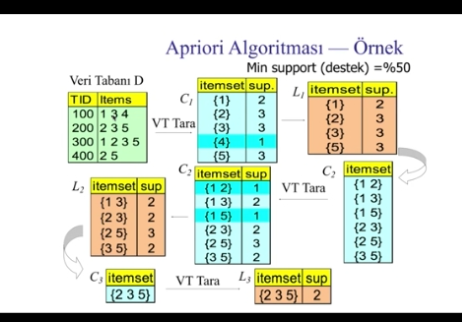 Apriori Algoritması — Örnek
Min support (destek) =%50
Veri Tabanı D
TID Items
100 1 3 4
200 2 3 5
300 1 2 3 5
400 2 5
VT Tara
C1
itemset sup.
{1} 2
{2} 3
{3} 3
{4} 1
{5} 3
L1
itemset sup.
{1} 2
{2} 3
{3} 3
{5} 3
C2
itemset
{1 2}
{1 3}
{1 5}
{2 3}
{2 5}
{3 5}
VT Tara
C2
itemset sup
{1 2} 1
{1 3} 2
{1 5} 1
{2 3} 2
{2 5} 3
{3 5} 2
L2
itemset sup
{1 3} 2
{2 3} 2
{2 5} 3
{3 5} 2
C3
itemset
{2 3 5}
VT Tara
L3
itemset sup
{2 3 5} 2